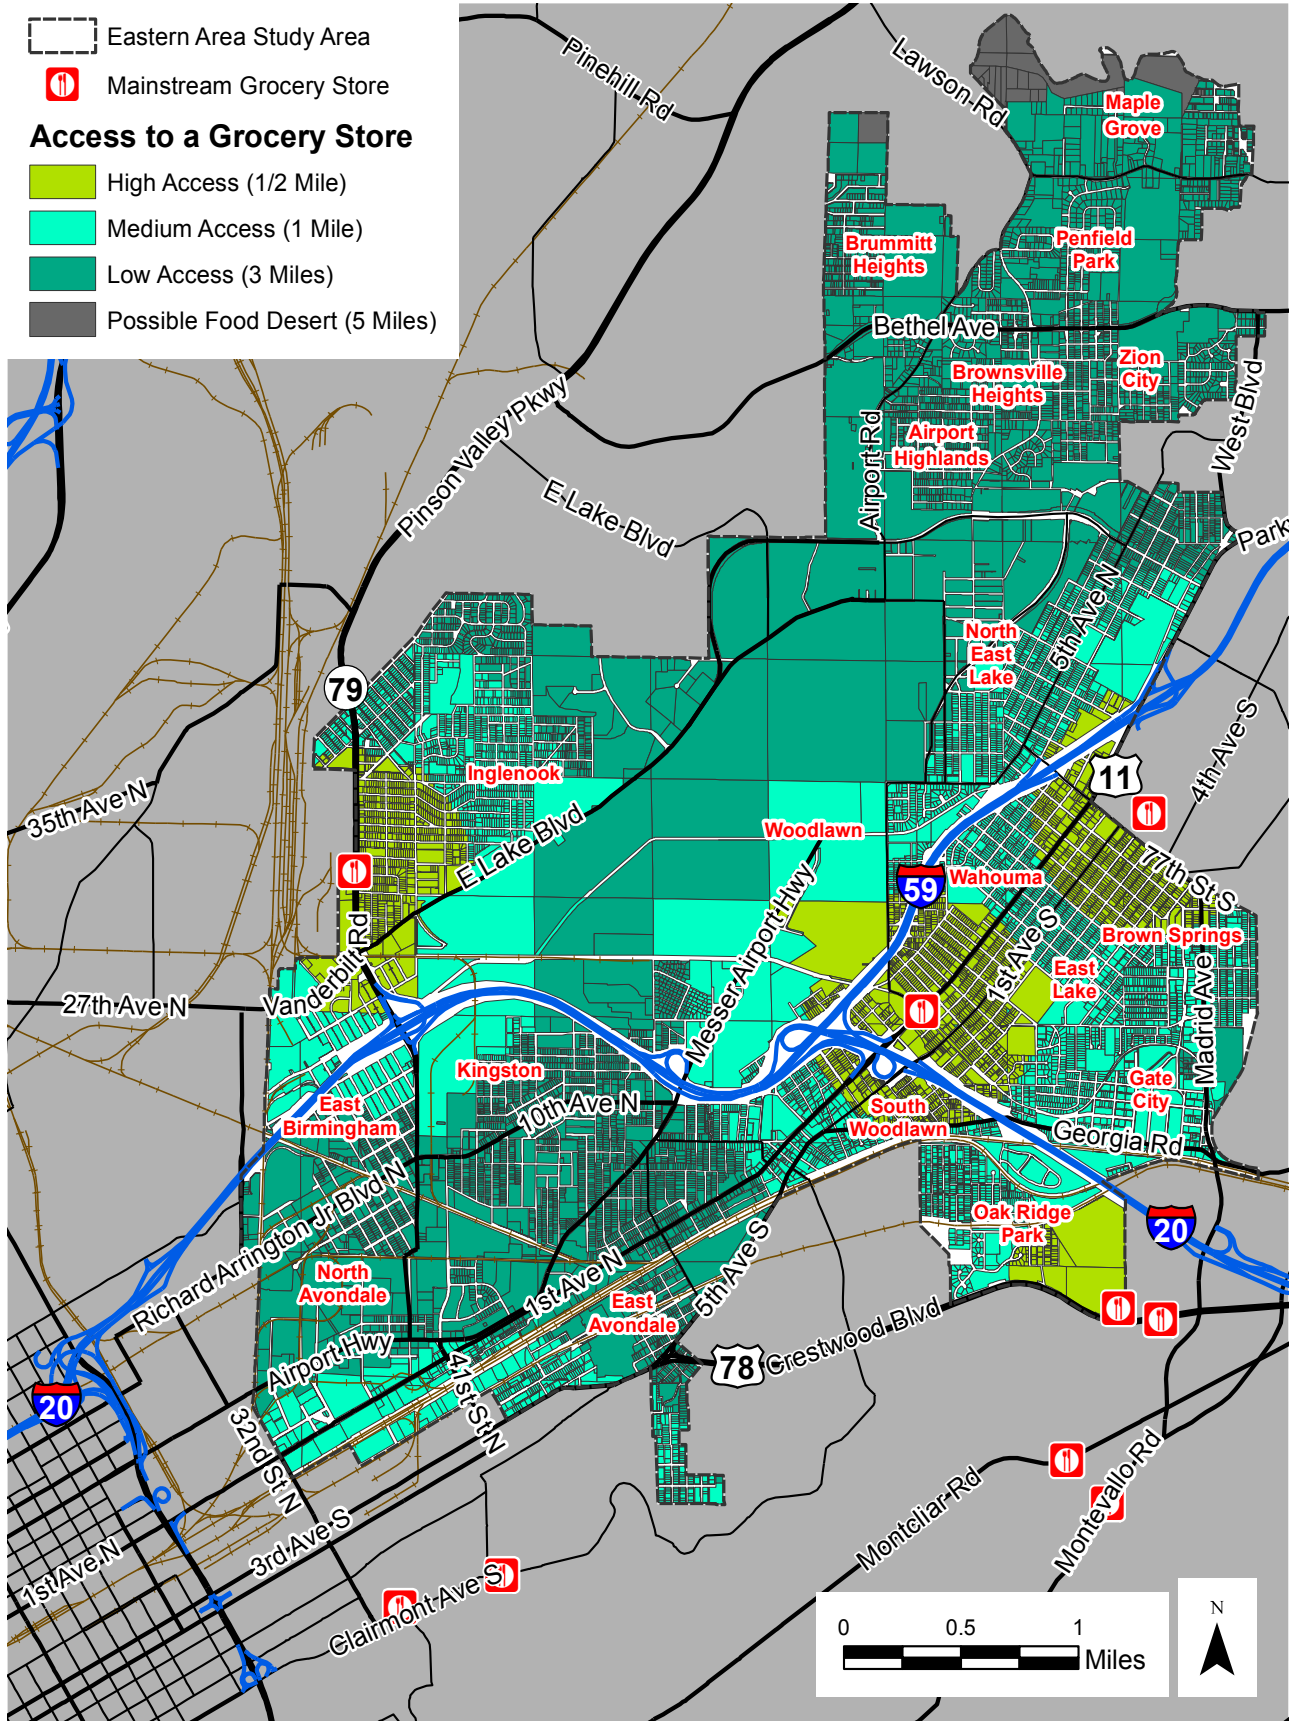 Eastern Area Study Area
Mainstream Grocery Store
Access to a Grocery Store
High Access (1/2 Mile)
Medium Access (1 Mile)
Low Access (3 Miles)
Possible Food Desert (5 Miles)
Pinehill Rd
Lawson Rd
Maple
Grove
Brummitt
Heights
Penfield
Park
Bethel Ave
Zion
City
Brownsville
Heights
West Blvd
Airport
Highlands
Airport Rd
Pinson Valley Pkwy
E Lake Blvd
Park
5th Ave N
North
East
Lake
79
4th Ave S
11
Inglenook
35th Ave N
E Lake Blvd
Woodlawn
77th St S
59
Wahouma
Messer Airport Hwy
1st Ave S
Brown Springs
East
Lake
Madrid Ave
Vanderbilt Rd
27th Ave N
Kingston
10th Ave N
Gate
City
East
Birmingham
South
Woodlawn
Georgia Rd
Richard Arrington Jr Blvd N
Oak Ridge
Park
20
North
Avondale
1st Ave N
5th Ave S
East
Avondale
Airport Hwy
Crestwood Blvd
78
41st St N
20
32nd St N
Montcliar Rd
Montevallo Rd
3rd Ave S
1st Ave N
Clairmont Ave S
0 0.5 1
Miles
N